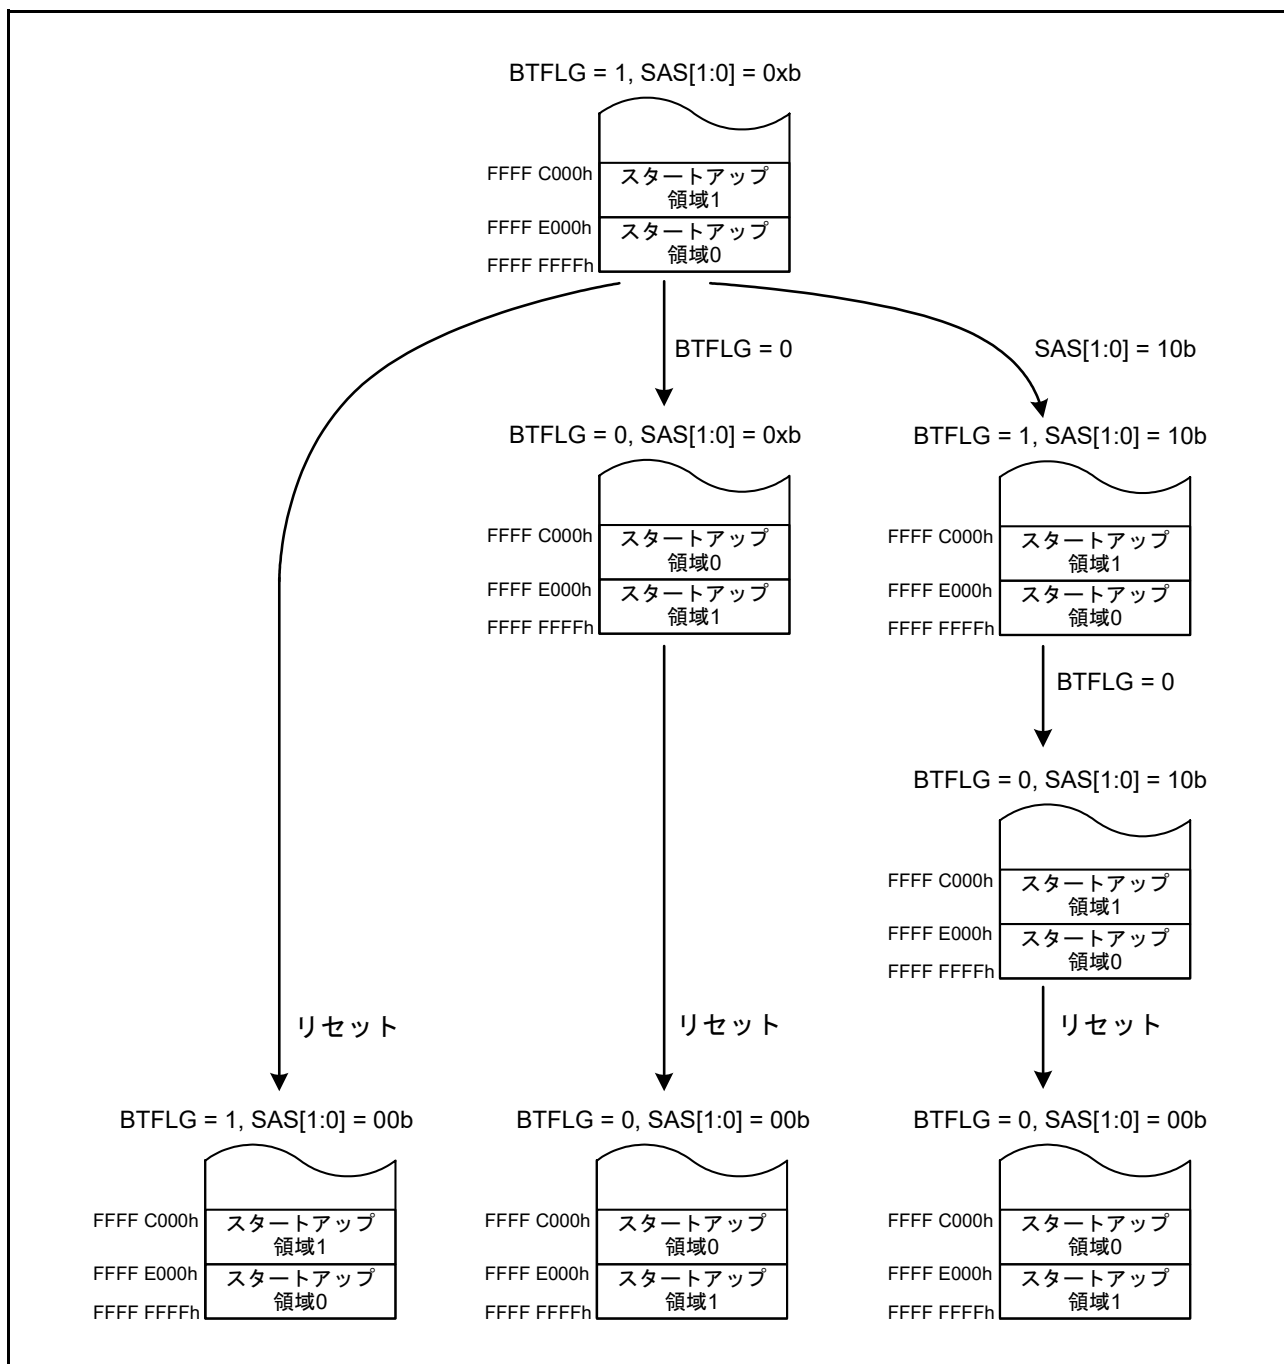 BTFLG = 1, SAS[1:0] = 0xb
FFFF C000h
スタートアップ
領域1
FFFF E000h
スタートアップ
領域0
FFFF FFFFh
BTFLG = 0
SAS[1:0] = 10b
BTFLG = 0, SAS[1:0] = 0xb
FFFF C000h
スタートアップ
領域0
FFFF E000h
スタートアップ
領域1
FFFF FFFFh
BTFLG = 1, SAS[1:0] = 10b
FFFF C000h
スタートアップ
領域1
FFFF E000h
スタートアップ
領域0
FFFF FFFFh
BTFLG = 0
BTFLG = 0, SAS[1:0] = 10b
FFFF C000h
スタートアップ
領域1
FFFF E000h
スタートアップ
領域0
FFFF FFFFh
リセット
リセット
リセット
BTFLG = 1, SAS[1:0] = 00b
FFFF C000h
スタートアップ
領域1
FFFF E000h
スタートアップ
領域0
FFFF FFFFh
BTFLG = 0, SAS[1:0] = 00b
FFFF C000h
スタートアップ
領域0
FFFF E000h
スタートアップ
領域1
FFFF FFFFh
BTFLG = 0, SAS[1:0] = 00b
FFFF C000h
スタートアップ
領域0
FFFF E000h
スタートアップ
領域1
FFFF FFFFh